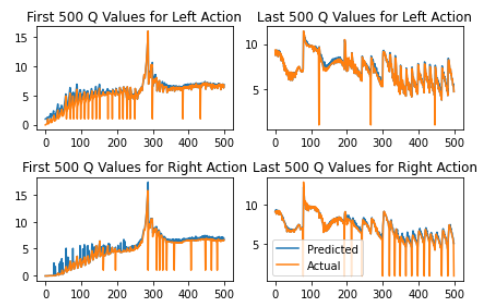 First 500 Q Values for Left Action
Last 500 Q Values for Left Action
15
10
5
0
0 100 200 300 400 500
10
5
0 100 200 300 400 500
First 500 Q Values for Right Action
Last 500 Q Values for Right Action
15
10
5
0
0 100 200 300 400 500
10
5
Predicted
Actual
0 100 200 300 400 500